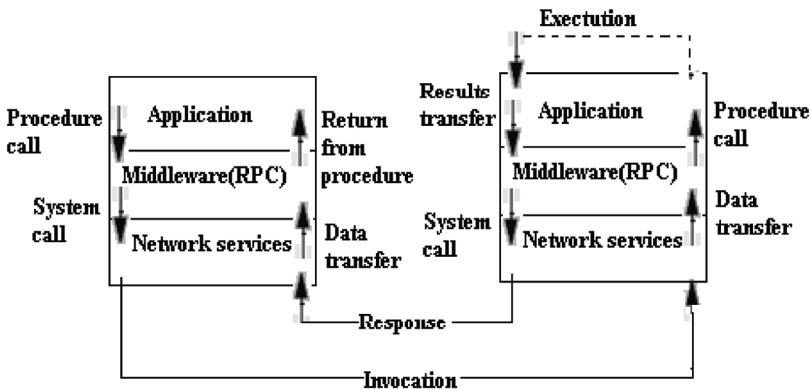 Exectution
Procedure
call
System
call
Application
Middleware(RPC)
Network services
Return
from
procedure
Data
transfer
Results
transfer
System
call
Application
Middleware(RPC)
Network services
Procedure
call
Data
transfer
Response
Invocation